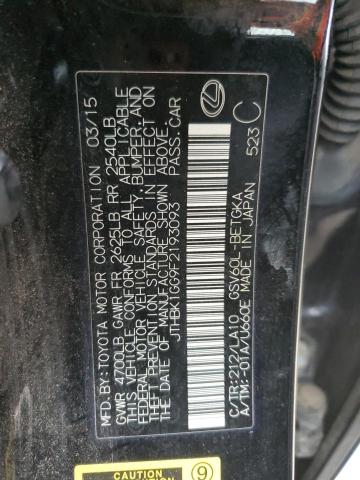 MFD.BY:TOYOTA MOTOR CORPORATION 03/15
GVWR 4700LB GAWR FR 2625LB RR 2540LB
THIS VEHICLE CONFORMS TO ALL APPLICABLE
FEDERAL MOTOR VEHICLE SAFETY, BUMPER, AND
THEFT PREVENTION STANDARDS IN EFFECT ON
THE DATE OF MANUFACTURE SHOWN ABOVE.
JTHBK1GG9F2193093 PASS.CAR
C/TR:212/LA10 GSV60L-BETGKA
A/TM:-01A/U660E MADE IN JAPAN 523 C
CAUTION
9